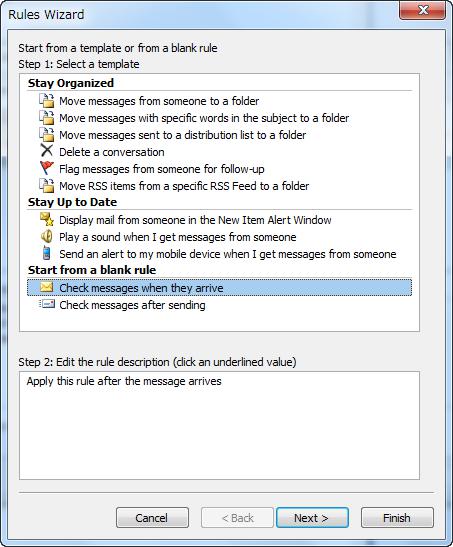 Rules Wizard
Start from a template or from a blank rule
Step 1: Select a template
Stay Organized
Move messages from someone to a folder
Move messages with specific words in the subject to a folder
Move messages sent to a distribution list to a folder
Delete a conversation
Flag messages from someone for follow-up
Move RSS items from a specific RSS Feed to a folder
Stay Up to Date
Display mail from someone in the New Item Alert Window
Play a sound when I get messages from someone
Send an alert to my mobile device when I get messages from someone
Start from a blank rule
Check messages when they arrive
Check messages after sending
Step 2: Edit the rule description (click an underlined value)
Apply this rule after the message arrives
Cancel < Back Next > Finish